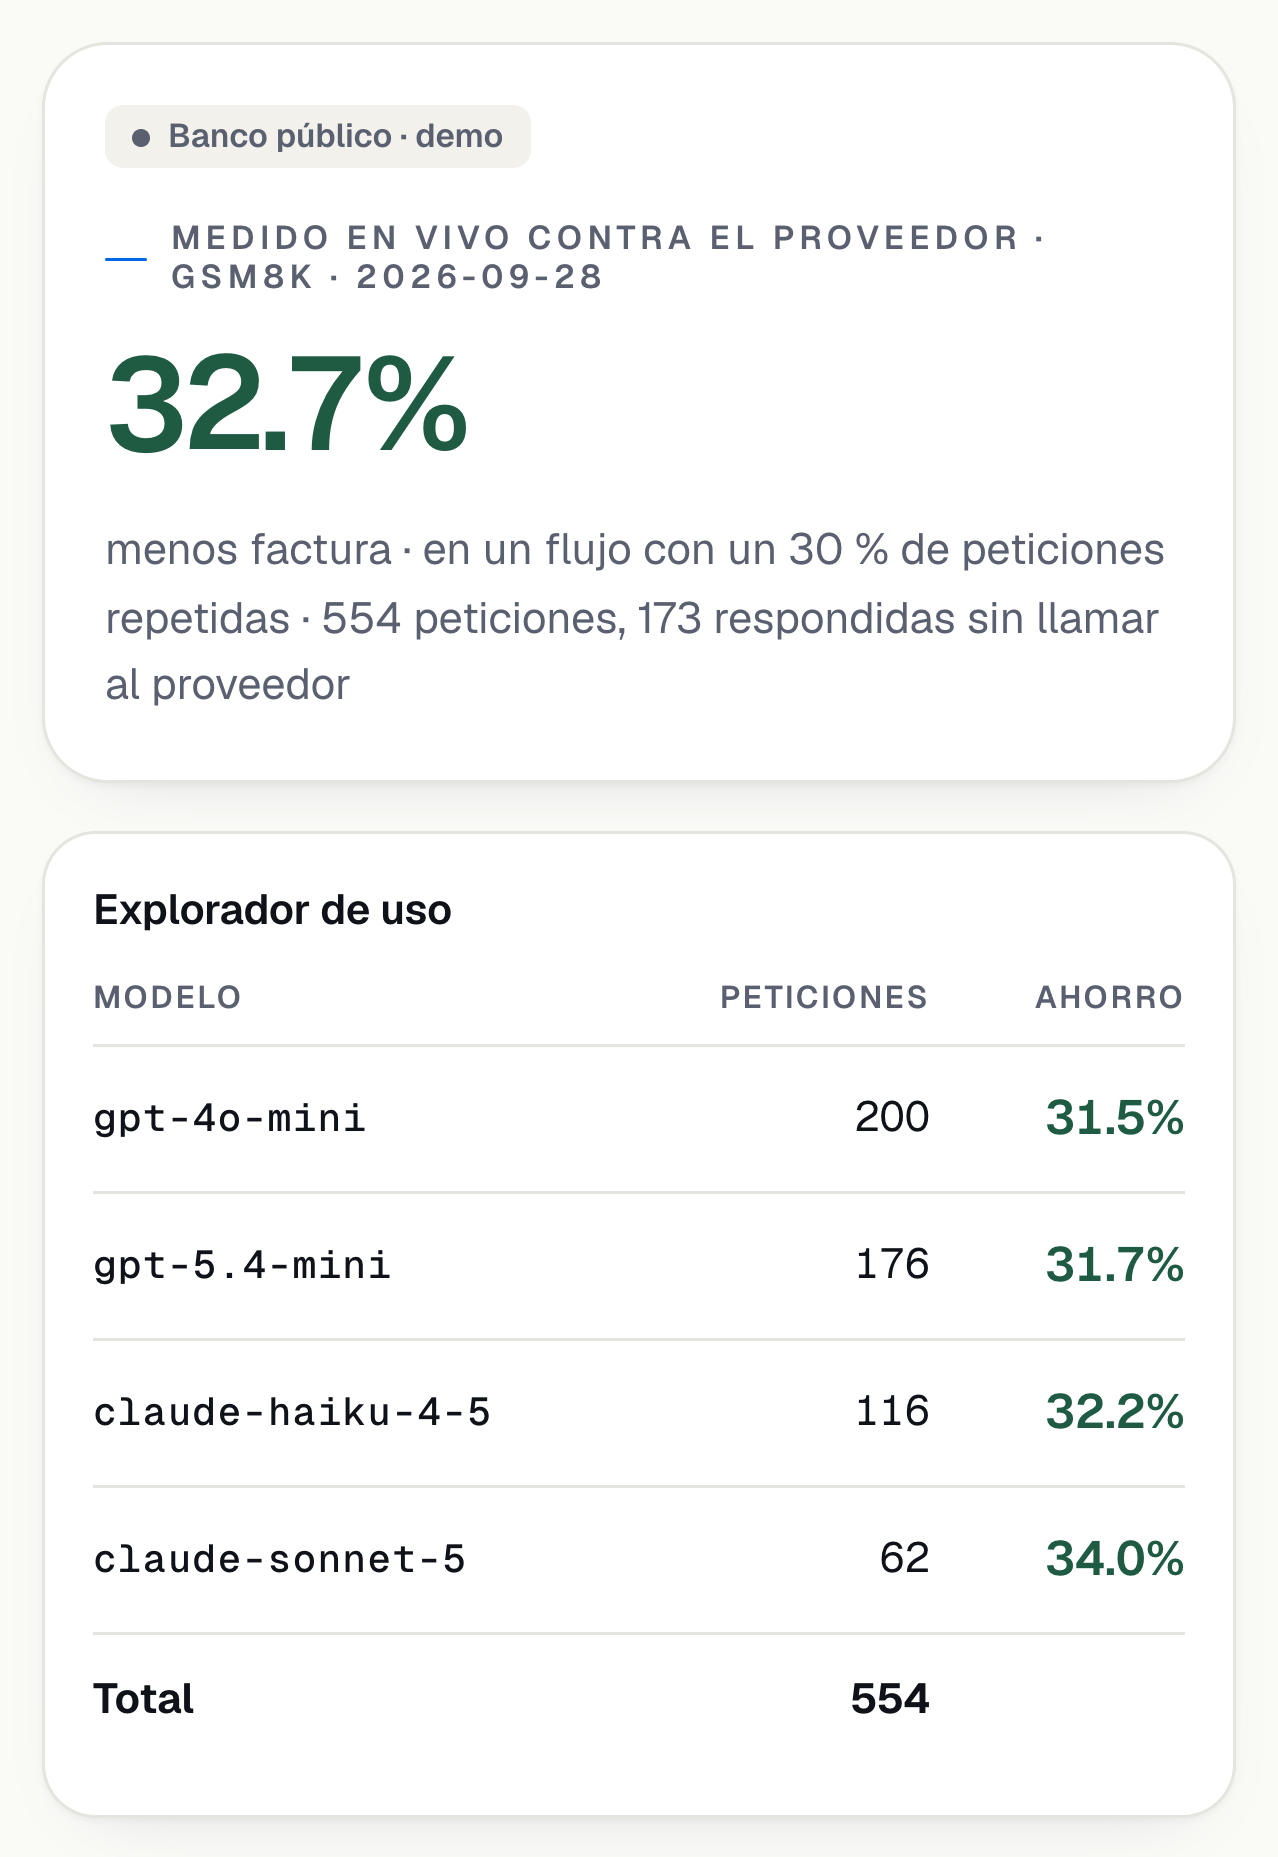 Banco público · demo
MEDIDO EN VIVO CONTRA EL PROVEEDOR ·
GSM8K · 2026-09-28
32.7%
menos factura · en un flujo con un 30 % de peticiones
repetidas · 554 peticiones, 173 respondidas sin llamar
al proveedor
Explorador de uso
MODELO PETICIONES AHORRO
gpt-4o-mini 200 31.5%
gpt-5.4-mini 176 31.7%
claude-haiku-4-5 116 32.2%
claude-sonnet-5 62 34.0%
Total 554